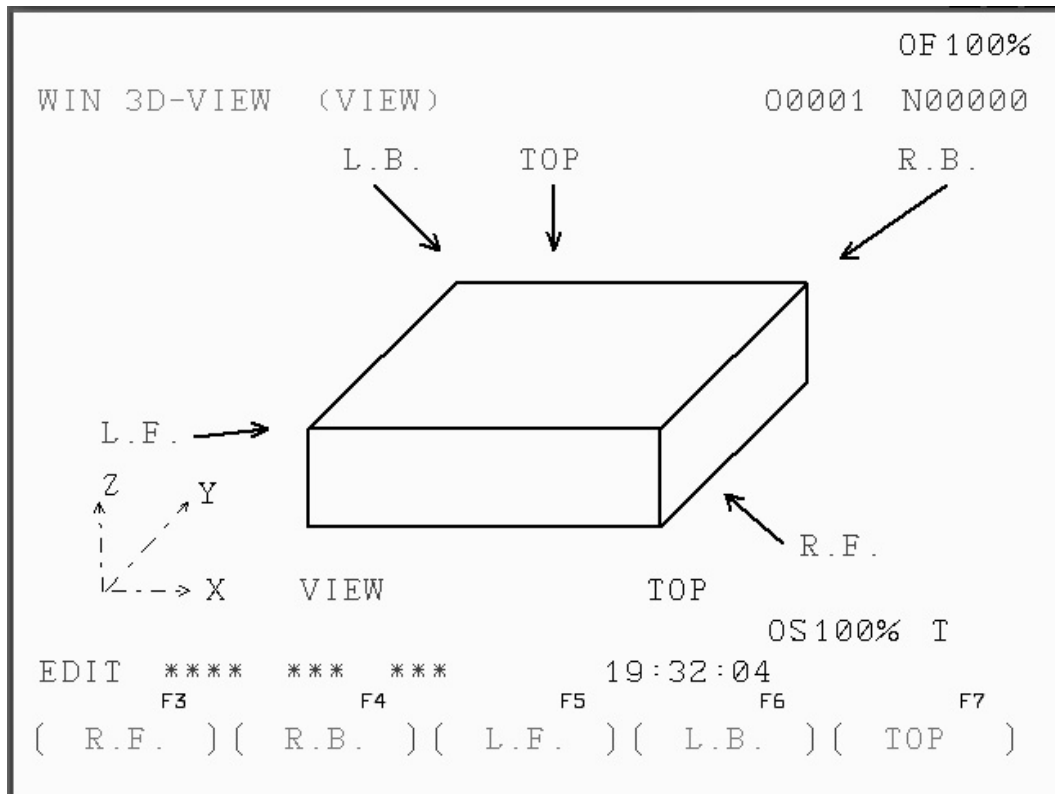 OF100%
WIN 3D-VIEW (VIEW) O0001 N00000
L.B. TOP R.B.
L.F.
Z Y
R.F.
X VIEW TOP
OS100% T
EDIT **** *** *** 19:32:04
F3 F4 F5 F6 F7
( R.F. )( R.B. )( L.F. )( L.B. )( TOP )